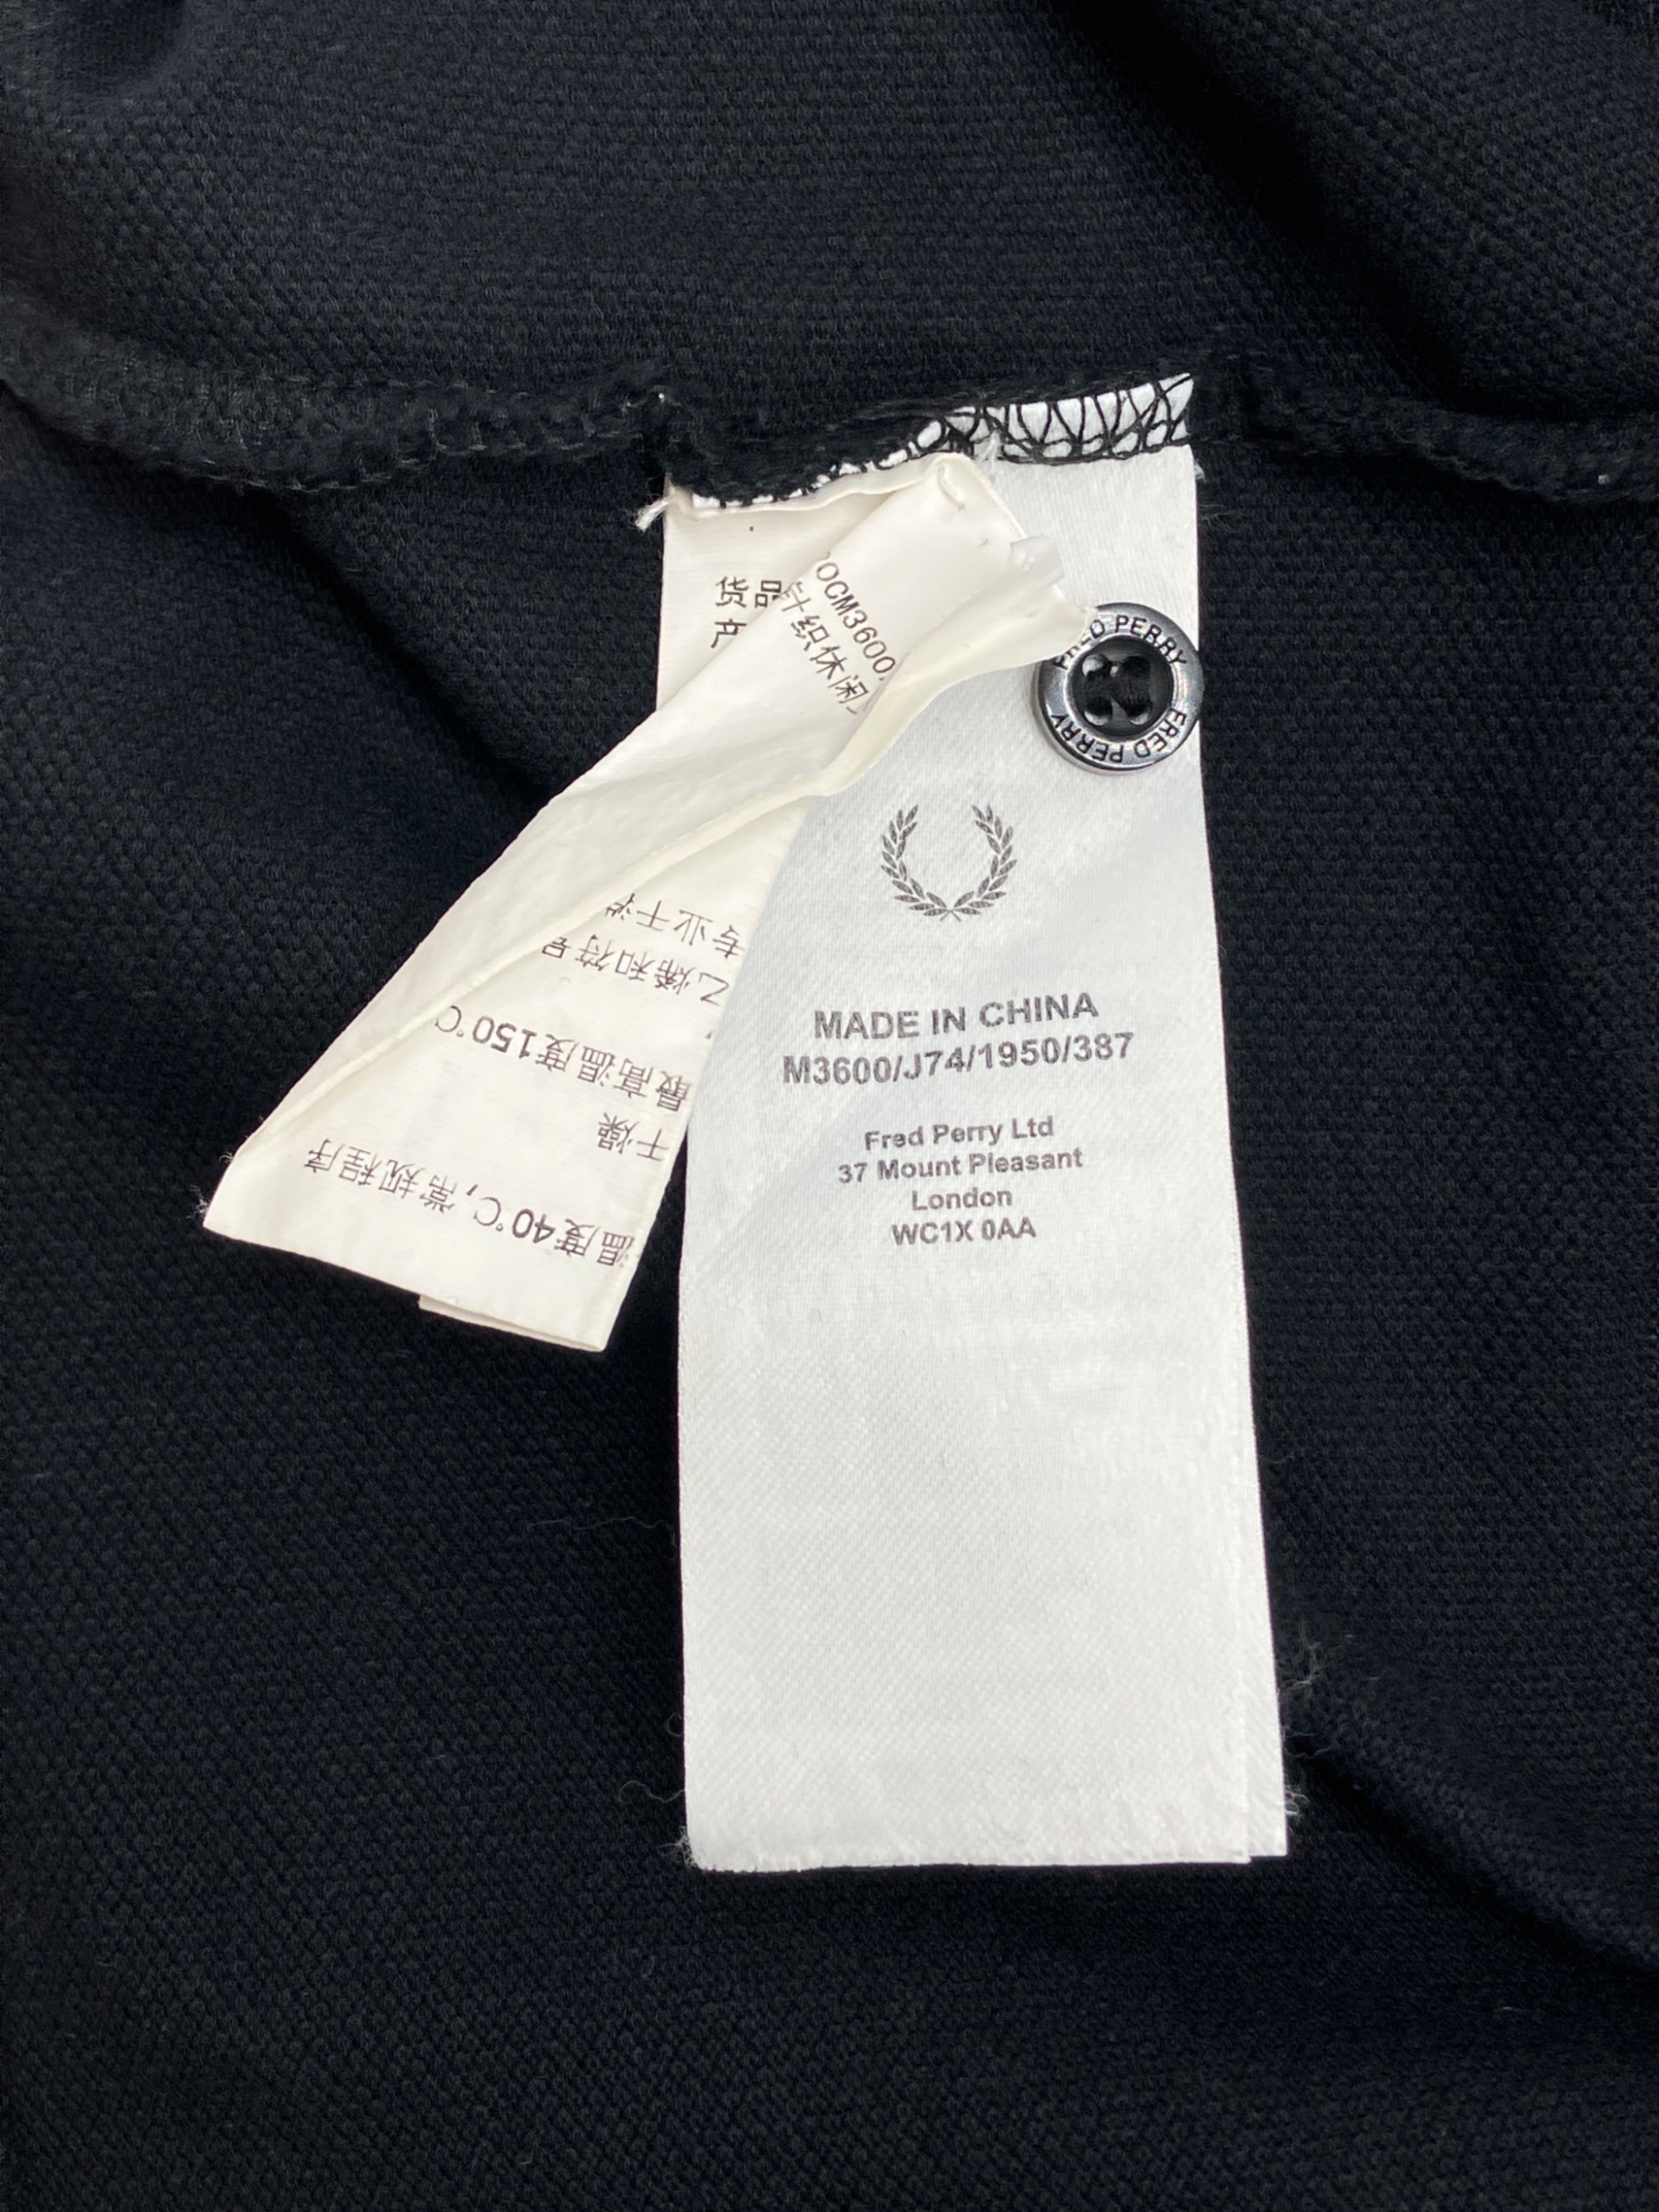 货品
OCM3600
针织休闲
FRED PERRY
FRED PERRY
MADE IN CHINA
M3600/J74/1950/387
Fred Perry Ltd
37 Mount Pleasant
London
WC1X 0AA
温度40℃，常规程序
干燥
最高温度150℃
乙烯和符号
专业干洗